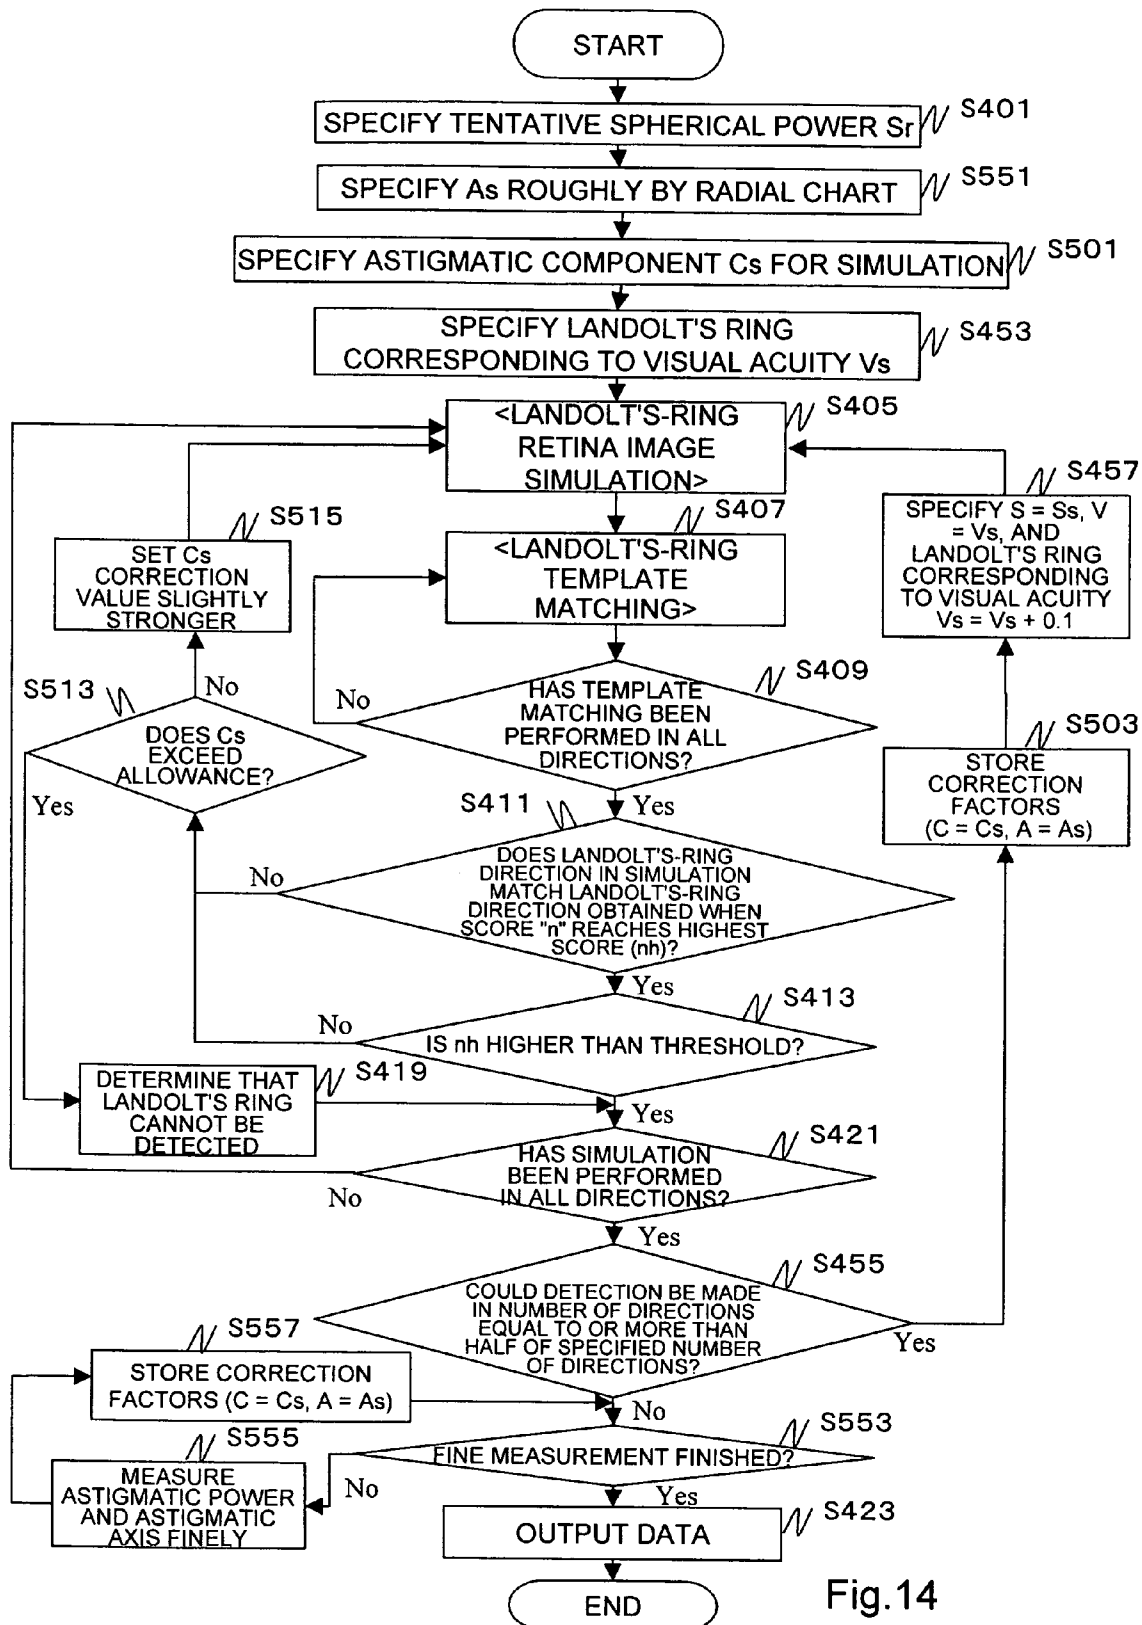 START
SPECIFY TENTATIVE SPHERICAL POWER Sr
S401
SPECIFY As ROUGHLY BY RADIAL CHART
S551
SPECIFY ASTIGMATIC COMPONENT Cs FOR SIMULATION
S501
SPECIFY LANDOLT'S RING
CORRESPONDING TO VISUAL ACUITY Vs
S453
<LANDOLT'S-RING
RETINA IMAGE
SIMULATION>
S405
S457
SPECIFY S = Ss, V
= Vs, AND
LANDOLT'S RING
CORRESPONDING
TO VISUAL ACUITY
Vs = Vs + 0.1
S515
SET Cs
CORRECTION
VALUE SLIGHTLY
STRONGER
S407
<LANDOLT'S-RING
TEMPLATE
MATCHING>
S513
No
DOES Cs
EXCEED
ALLOWANCE?
Yes
S409
No
HAS TEMPLATE
MATCHING BEEN
PERFORMED IN ALL
DIRECTIONS?
Yes
S503
STORE
CORRECTION
FACTORS
(C = Cs, A = As)
S411
No
DOES LANDOLT'S-RING
DIRECTION IN SIMULATION
MATCH LANDOLT'S-RING
DIRECTION OBTAINED WHEN
SCORE "n" REACHES HIGHEST
SCORE (nh)?
Yes
S413
No
IS nh HIGHER THAN THRESHOLD?
Yes
S419
DETERMINE THAT
LANDOLT'S RING
CANNOT BE
DETECTED
S421
HAS SIMULATION
BEEN PERFORMED
IN ALL DIRECTIONS?
No
Yes
S455
COULD DETECTION BE MADE
IN NUMBER OF DIRECTIONS
EQUAL TO OR MORE THAN
HALF OF SPECIFIED NUMBER
OF DIRECTIONS?
Yes
No
S557
STORE CORRECTION
FACTORS (C = Cs, A = As)
S553
FINE MEASUREMENT FINISHED?
No
Yes
S555
MEASURE
ASTIGMATIC POWER
AND ASTIGMATIC
AXIS FINELY
S423
OUTPUT DATA
END
Fig.14